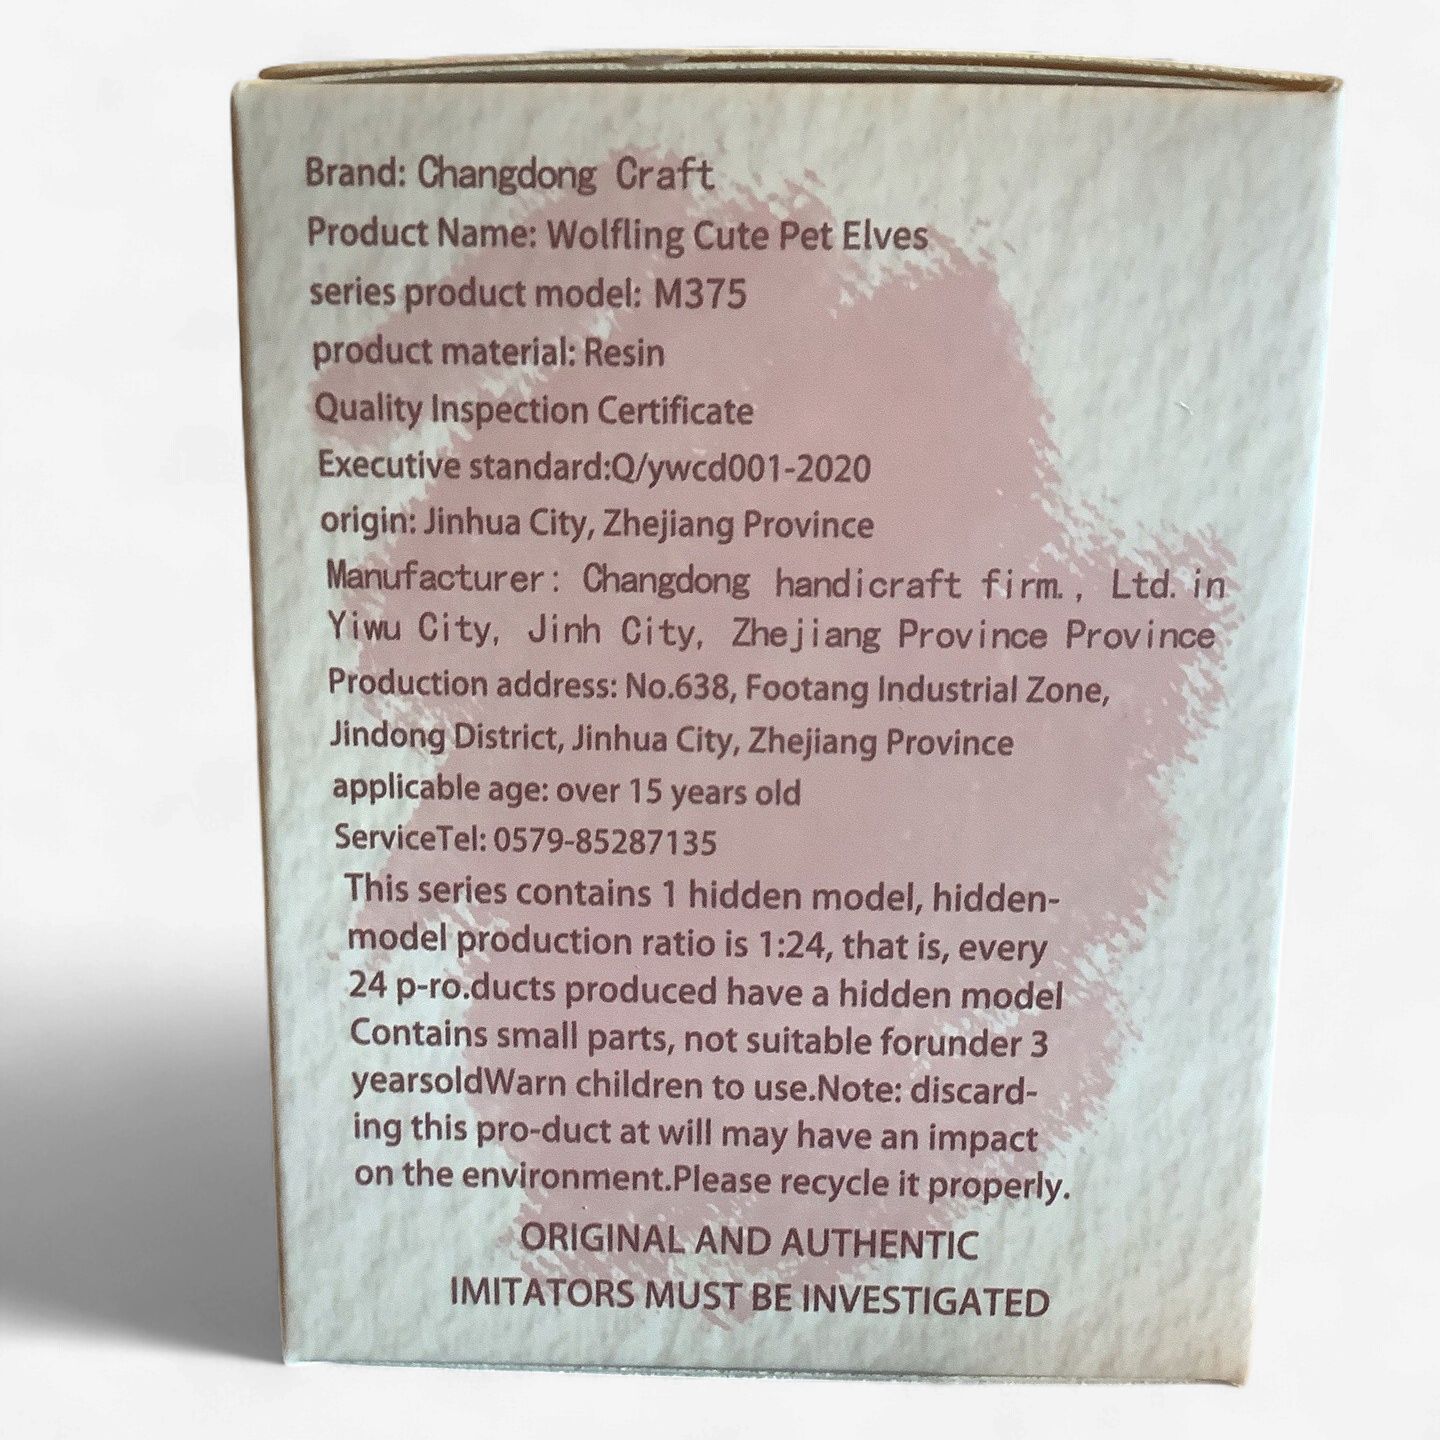 Brand: Changdong Craft
Product Name: Wolfling Cute Pet Elves
series product model: M375
product material: Resin
Quality Inspection Certificate
Executive standard:Q/ywcd001-2020
origin: Jinhua City, Zhejiang Province
Manufacturer: Changdong handicraft firm., Ltd. in
Yiwu City, Jinh City, Zhejiang Province Province
Production address: No.638, Footang Industrial Zone,
Jindong District, Jinhua City, Zhejiang Province
applicable age: over 15 years old
ServiceTel: 0579-85287135
This series contains 1 hidden model, hidden-
model production ratio is 1:24, that is, every
24 p-ro.ducts produced have a hidden model
Contains small parts, not suitable forunder 3
yearsoldWarn children to use.Note: discard-
ing this pro-duct at will may have an impact
on the environment.Please recycle it properly.
ORIGINAL AND AUTHENTIC
IMITATORS MUST BE INVESTIGATED